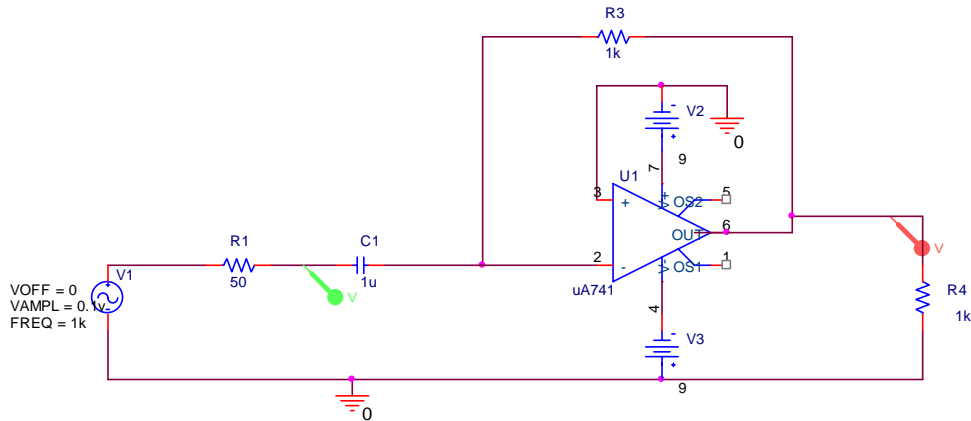 R3
1k
V2
-
+
9
0
7
U1
3
+
V+
OS2
5
OUT
6
2
-
V-
OS1
1
uA741
4
R1
50
C1
1u
V
V1
VOFF = 0
VAMPL = 0.1v
FREQ = 1k
+
-
V
R4
1k
V3
-
+
9
0